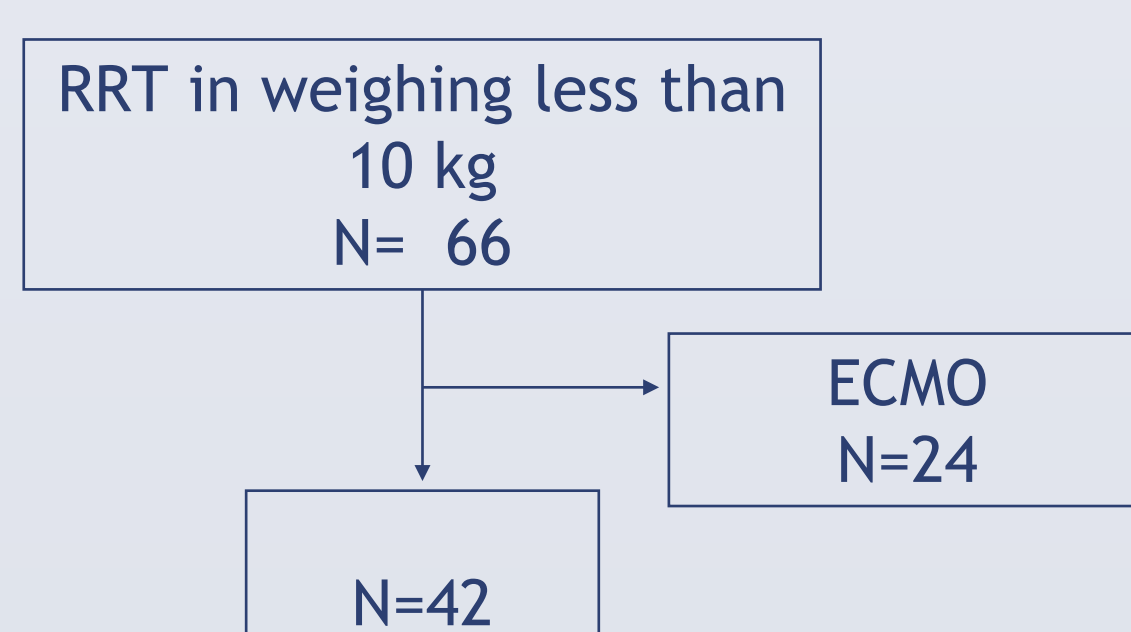 RRT in weighing less than
10 kg
N=  66
ECMO
N=24
N=42